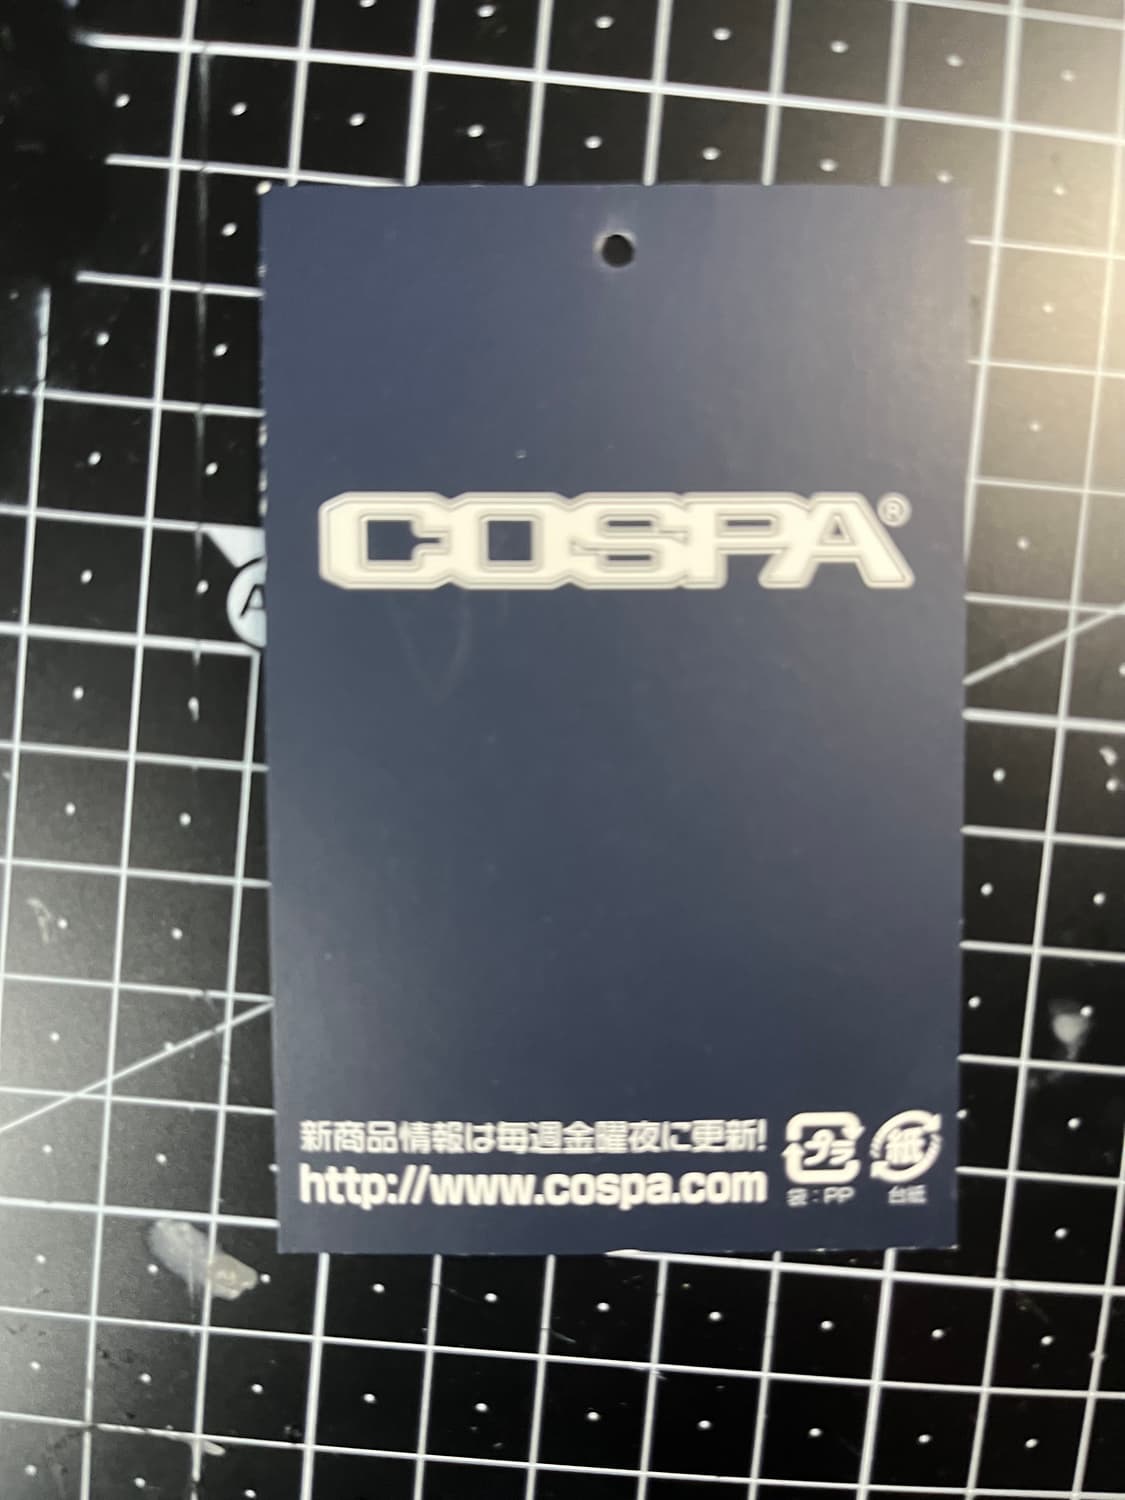 COSPA®
新商品情報は毎週金曜夜に更新!
http://www.cospa.com
プラ
袋:PP
紙
台紙
A